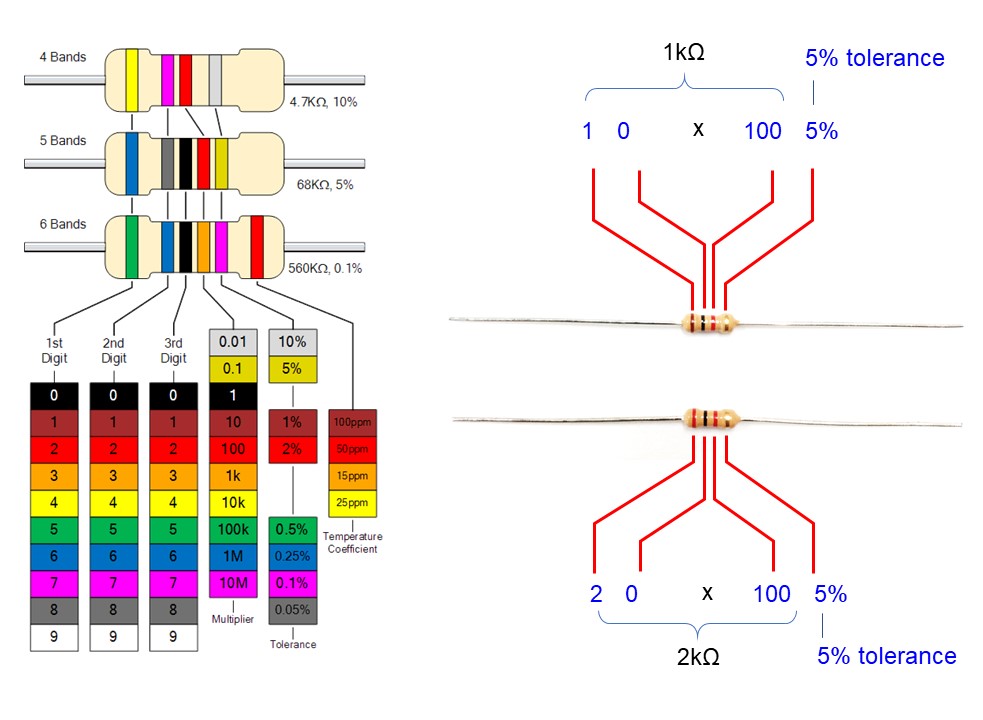 4 Bands
4.7KΩ, 10%
5 Bands
68KΩ, 5%
6 Bands
560KΩ, 0.1%
1st
Digit
2nd
Digit
3rd
Digit
0 0 0 1
1 1 1 10 1% 100ppm
2 2 2 100 2% 50ppm
3 3 3 1k 15ppm
4 4 4 10k 25ppm
5 5 5 100k 0.5%
6 6 6 1M 0.25%
7 7 7 10M 0.1%
8 8 8 0.05%
9 9 9
0.01 10%
0.1 5%
Multiplier
Tolerance
Temperature
Coefficient
1kΩ
5% tolerance
1 0 x 100 5%
2 0 x 100 5%
2kΩ
5% tolerance